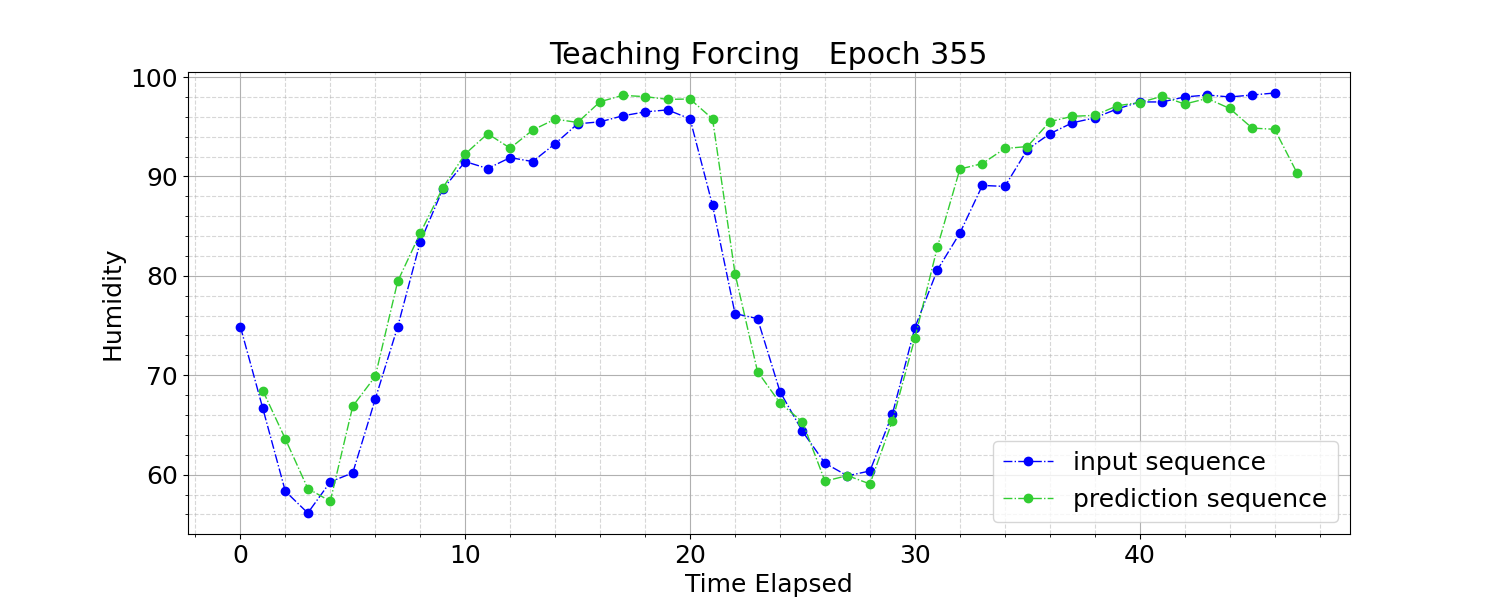 Teaching Forcing   Epoch 355
100
90
80
70
60
Humidity
0 10 20 30 40
Time Elapsed
input sequence
prediction sequence